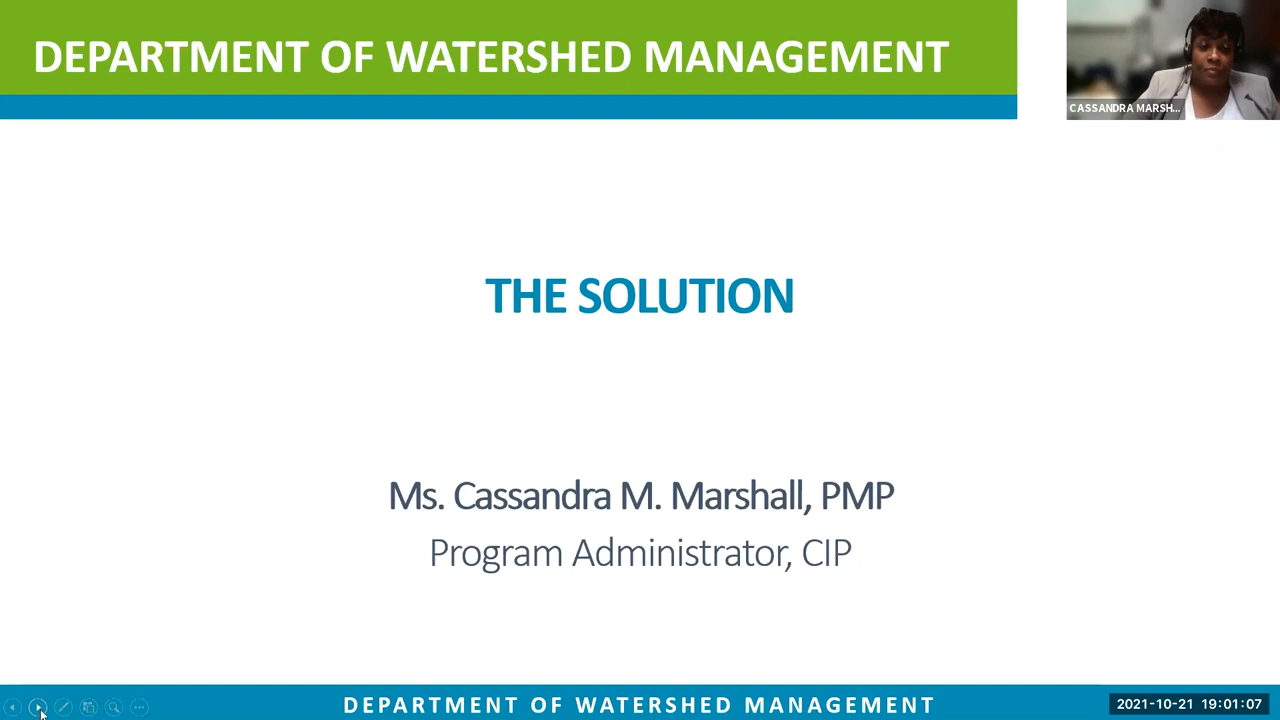 DEPARTMENT OF WATERSHED MANAGEMENT
CASSANDRA MARSH...
THE SOLUTION
Ms. Cassandra M. Marshall, PMP
Program Administrator, CIP
DEPARTMENT OF WATERSHED MANAGEMENT
2021-10-21 19:01:07